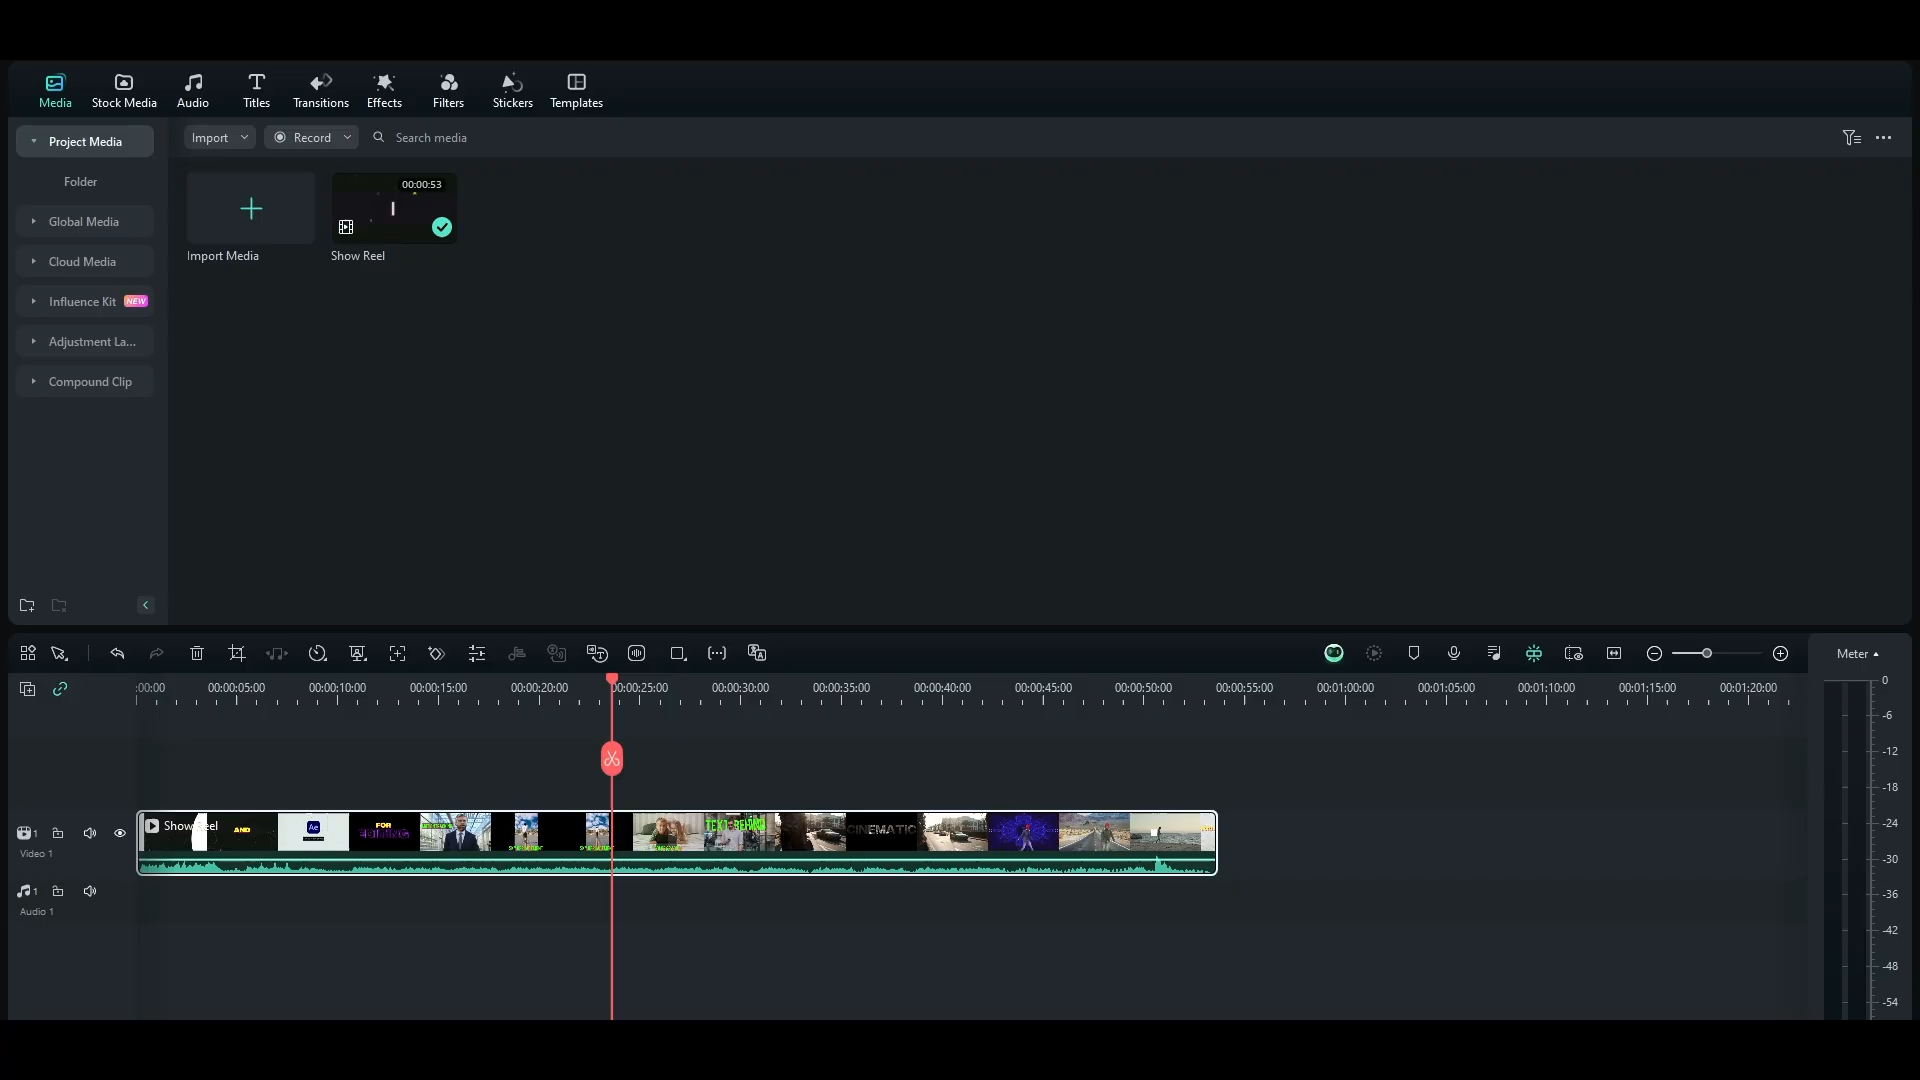 Media
Stock Media
Audio
Titles
Transitions
Effects
Filters
Stickers
Templates
Project Media
Import
Record
Search media
Folder
Global Media
Cloud Media
Influence Kit NEW
Adjustment La...
Compound Clip
00:00:53
Import Media
Show Reel
Meter
:00:00
00:00:05:00
00:00:10:00
00:00:15:00
00:00:20:00
00:00:25:00
00:00:30:00
00:00:35:00
00:00:40:00
00:00:45:00
00:00:50:00
00:00:55:00
00:01:00:00
00:01:05:00
00:01:10:00
00:01:15:00
00:01:20:00
0
-6
-12
-18
-24
-30
-36
-42
-48
-54
1
Video 1
Show Reel
AND
Ae
FOR
EDITING
TEXT BEHIND
CINEMATIC
1
Audio 1